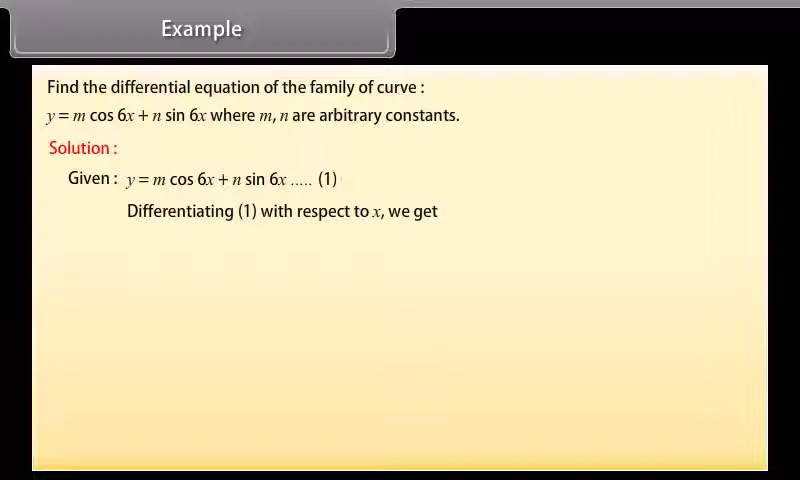 Example
Find the differential equation of the family of curve :
y = m cos 6x + n sin 6x where m, n are arbitrary constants.
Solution :
Given : y = m cos 6x + n sin 6x ..... (1)
Differentiating (1) with respect to x, we get